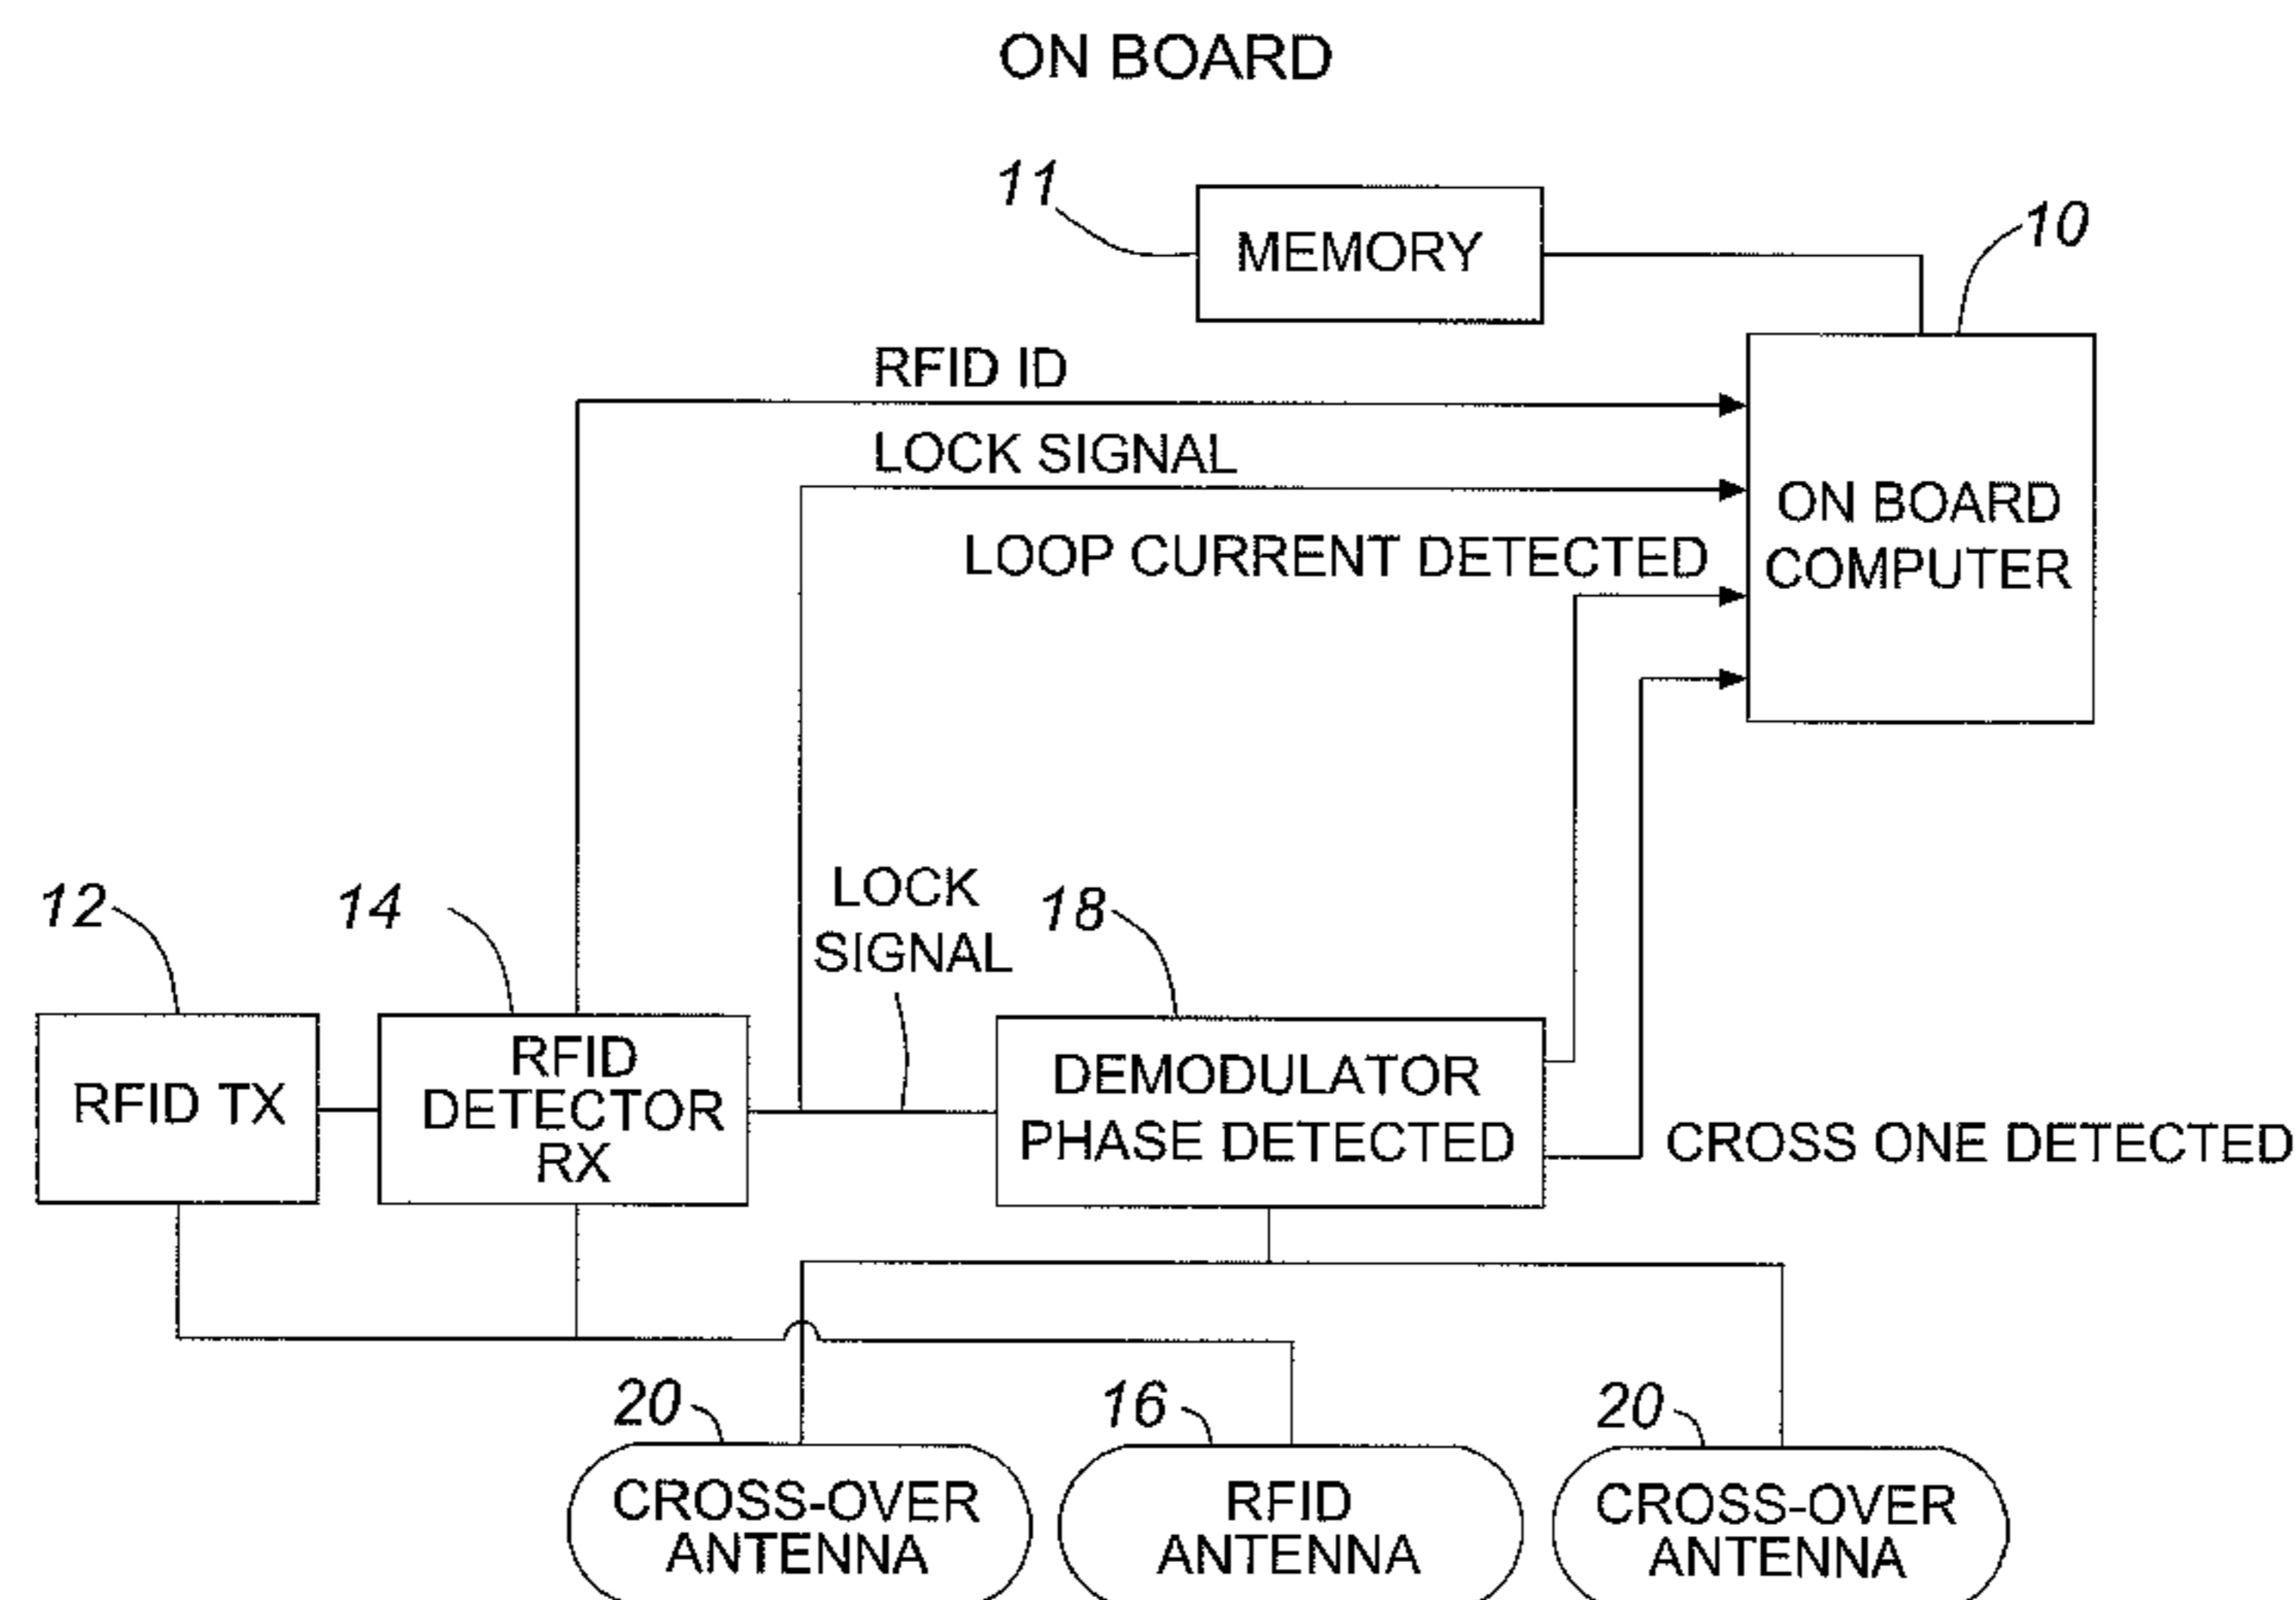 ON BOARD
11
MEMORY
10
RFID ID
LOCK SIGNAL
LOOP CURRENT DETECTED
ON BOARD
COMPUTER
12
14
LOCK
SIGNAL
18
RFID TX
RFID
DETECTOR
RX
DEMODULATOR
PHASE DETECTED
CROSS ONE DETECTED
20
16
20
CROSS-OVER
ANTENNA
RFID
ANTENNA
CROSS-OVER
ANTENNA